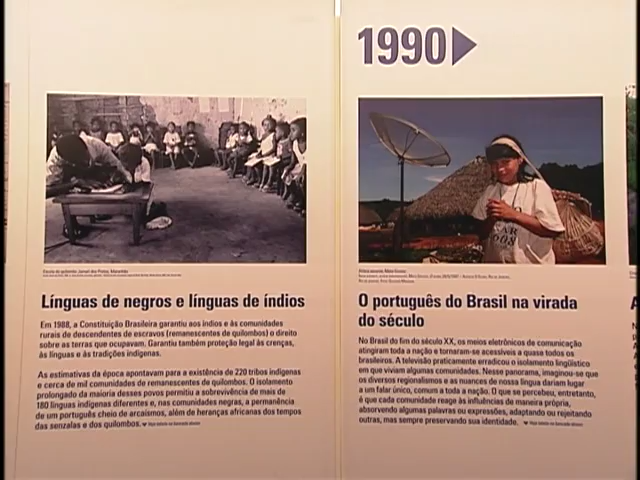 Línguas de negros e línguas de índios
Em 1988, a Constituição Brasileira garantiu aos índios e às comunidades
rurais de descendentes de escravos (remanescentes de quilombos) o direito
sobre as terras que ocupavam. Garantiu também proteção legal às crenças,
às línguas e às tradições indígenas.
As estimativas da época apontavam para a existência de 220 tribos indígenas
e cerca de mil comunidades de remanescentes de quilombos. O isolamento
prolongado da maioria desses povos permitiu a sobrevivência de mais de
180 línguas indígenas diferentes e, nas comunidades negras, a permanência
de um português cheio de arcaísmos, além de heranças africanas dos tempos
das senzalas e dos quilombos.
1990
O português do Brasil na virada
do século
No Brasil do fim do século XX, os meios eletrônicos de comunicação
atingiram toda a nação e tornaram-se acessíveis a quase todos os
brasileiros. A televisão praticamente erradicou o isolamento lingüístico
em que viviam algumas comunidades. Nesse panorama, imaginou-se que
os diversos regionalismos e as nuances de nossa língua dariam lugar
a um falar único, comum a toda a nação. O que se percebeu, entretanto,
é que cada comunidade reage às influências de maneira própria,
absorvendo algumas palavras ou expressões, adaptando ou rejeitando
outras, mas sempre preservando sua identidade.